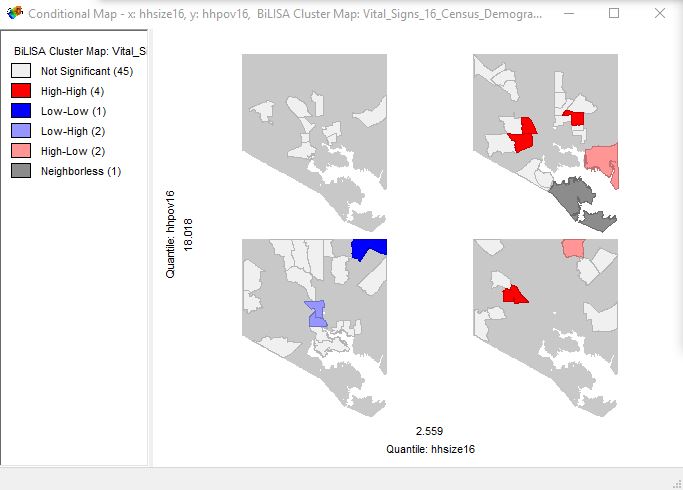 Conditional Map - x: hhsize16, y: hhpov16,  BiLISA Cluster Map: Vital_Signs_16_Census_Demogra...
BiLISA Cluster Map: Vital_S
Not Significant (45)
High-High (4)
Low-Low (1)
Low-High (2)
High-Low (2)
Neighborless (1)
Quantile: hhpov16
18.018
2.559
Quantile: hhsize16